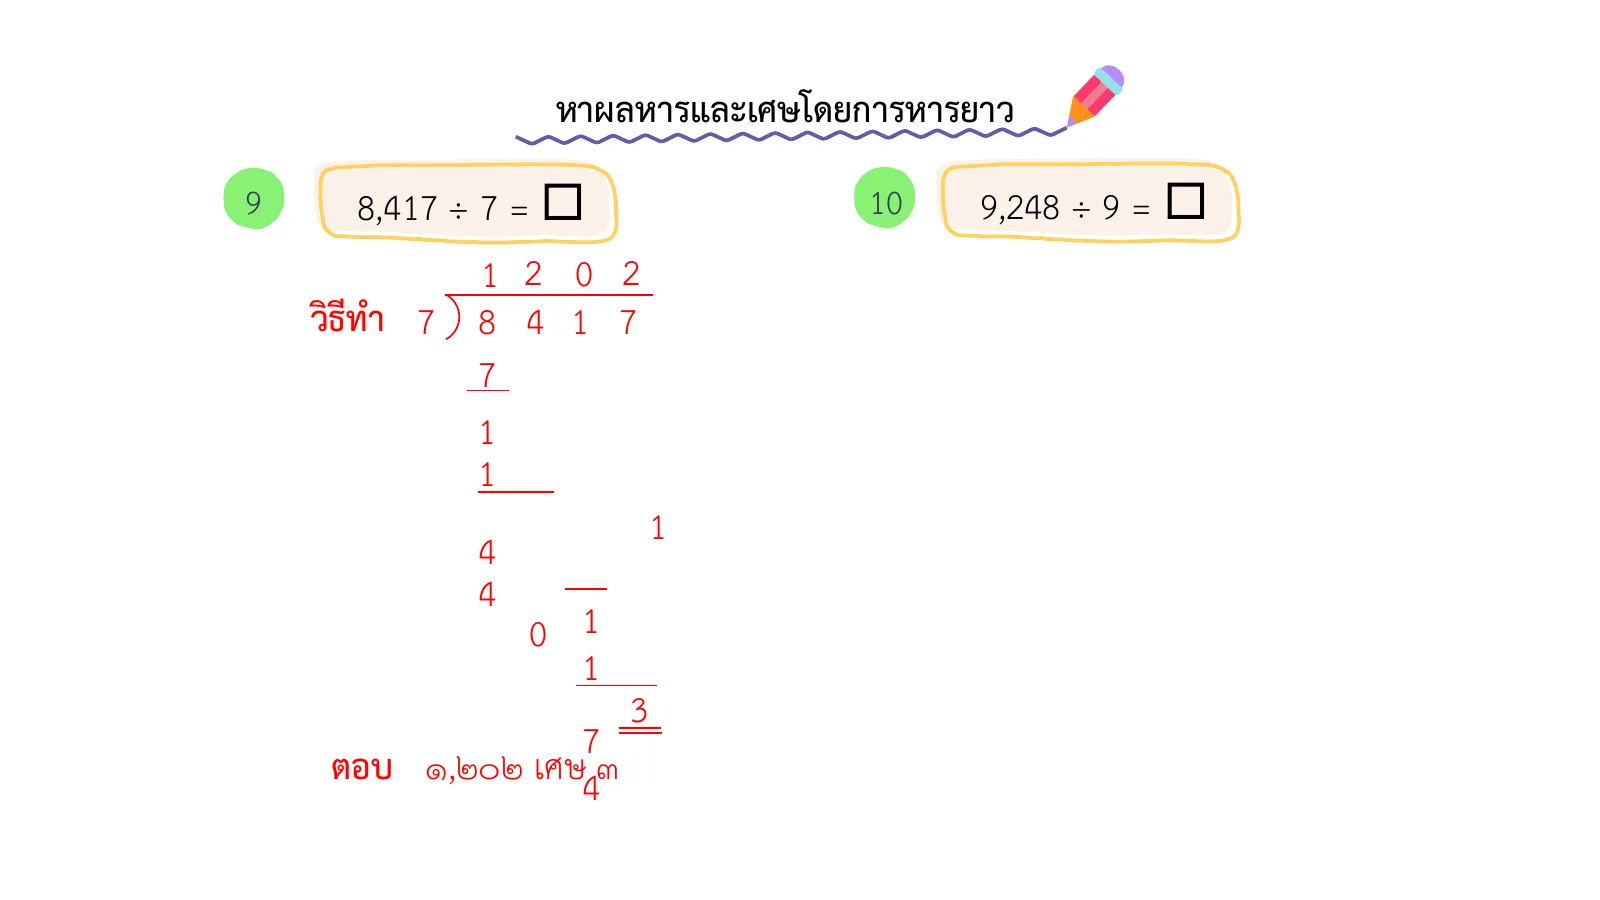 หาผลหารและเศษโดยการหารยาว
9
8,417 ÷ 7 = □
10
9,248 ÷ 9 = □
1 2 0 2
วิธีทำ 7 ) 8 4 1 7
7
1
1
1
4
4
0 1
1
3
7
ตอบ ๑,๒๐๒ เศษ ๓
4